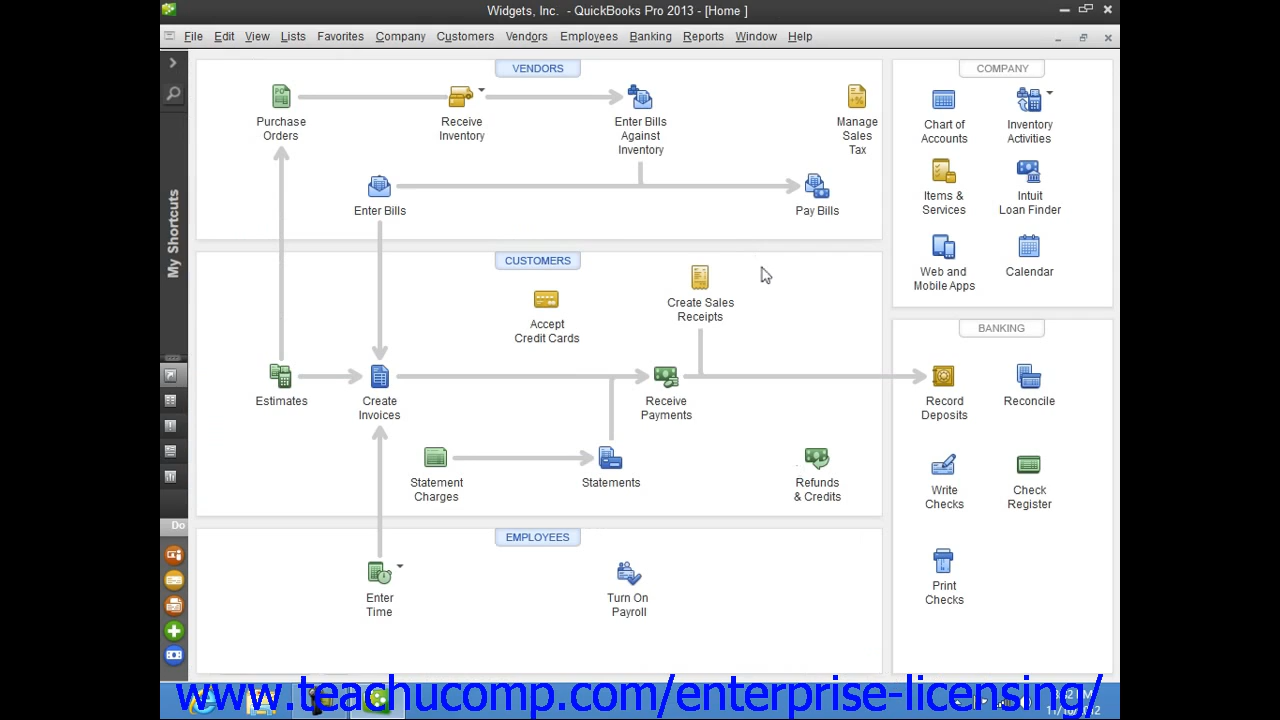 Widgets, Inc. - QuickBooks Pro 2013 - [Home ]
File Edit View Lists Favorites Company Customers Vendors Employees Banking Reports Window Help
My Shortcuts
Do
VENDORS
Purchase
Orders
Receive
Inventory
Enter Bills
Against
Inventory
Manage
Sales
Tax
Enter Bills
Pay Bills
CUSTOMERS
Create Sales
Receipts
Accept
Credit Cards
Estimates
Create
Invoices
Receive
Payments
Statement
Charges
Statements
Refunds
& Credits
EMPLOYEES
Enter
Time
Turn On
Payroll
COMPANY
Chart of
Accounts
Inventory
Activities
Items &
Services
Intuit
Loan Finder
Web and
Mobile Apps
Calendar
BANKING
Record
Deposits
Reconcile
Write
Checks
Check
Register
Print
Checks
www.teachucomp.com/enterprise-licensing/